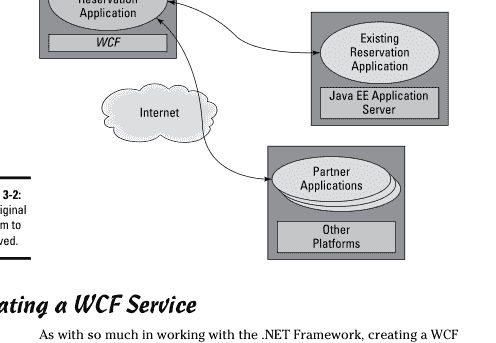 Reservation
Application
WCF
Existing
Reservation
Application
Java EE Application
Server
Internet
Partner
Applications
Other
Platforms
3-2:
iginal
m to
ved.
ating a WCF Service
As with so much in working with the .NET Framework, creating a WCF